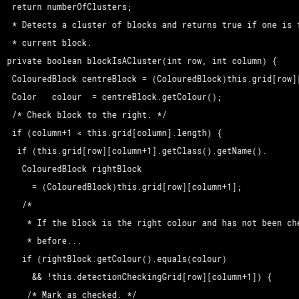 return numberOfClusters;
* Detects a cluster of blocks and returns true if one is
* current block.
private boolean blockIsACluster(int row, int column) {
ColouredBlock centreBlock = (ColouredBlock)this.grid[row][
Color   colour  = centreBlock.getColour();
/* Check block to the right. */
if (column+1 < this.grid[column].length) {
if (this.grid[row][column+1].getClass().getName().
ColouredBlock rightBlock
= (ColouredBlock)this.grid[row][column+1];
/*
* If the block is the right colour and has not been
* before...
if (rightBlock.getColour().equals(colour)
&& !this.detectionCheckingGrid[row][column+1]) {
/* Mark as checked. */